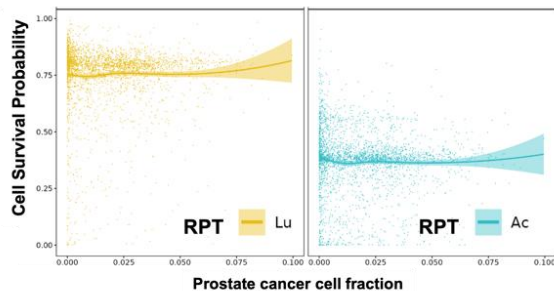 Cell Survival Probability
1.00
0.75
0.50
0.25
0.00
RPT Lu
RPT Ac
0.000 0.025 0.050 0.075 0.100 0.000 0.025 0.050 0.075 0.100
Prostate cancer cell fraction